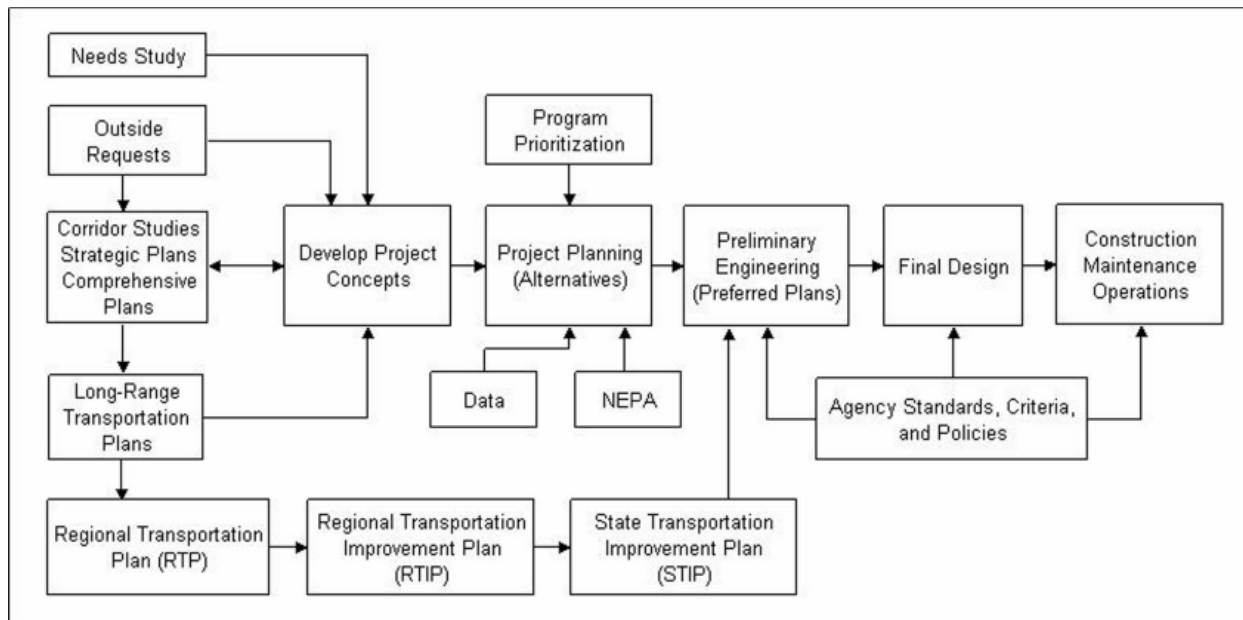 Needs Study
Outside
Requests
Program
Prioritization
Corridor Studies
Strategic Plans
Comprehensive
Plans
Develop Project
Concepts
Project Planning
(Alternatives)
Preliminary
Engineering
(Preferred Plans)
Final Design
Construction
Maintenance
Operations
Long-Range
Transportation
Plans
Data
NEPA
Agency Standards, Criteria,
and Policies
Regional Transportation
Plan (RTP)
Regional Transportation
Improvement Plan
(RTIP)
State Transportation
Improvement Plan
(STIP)